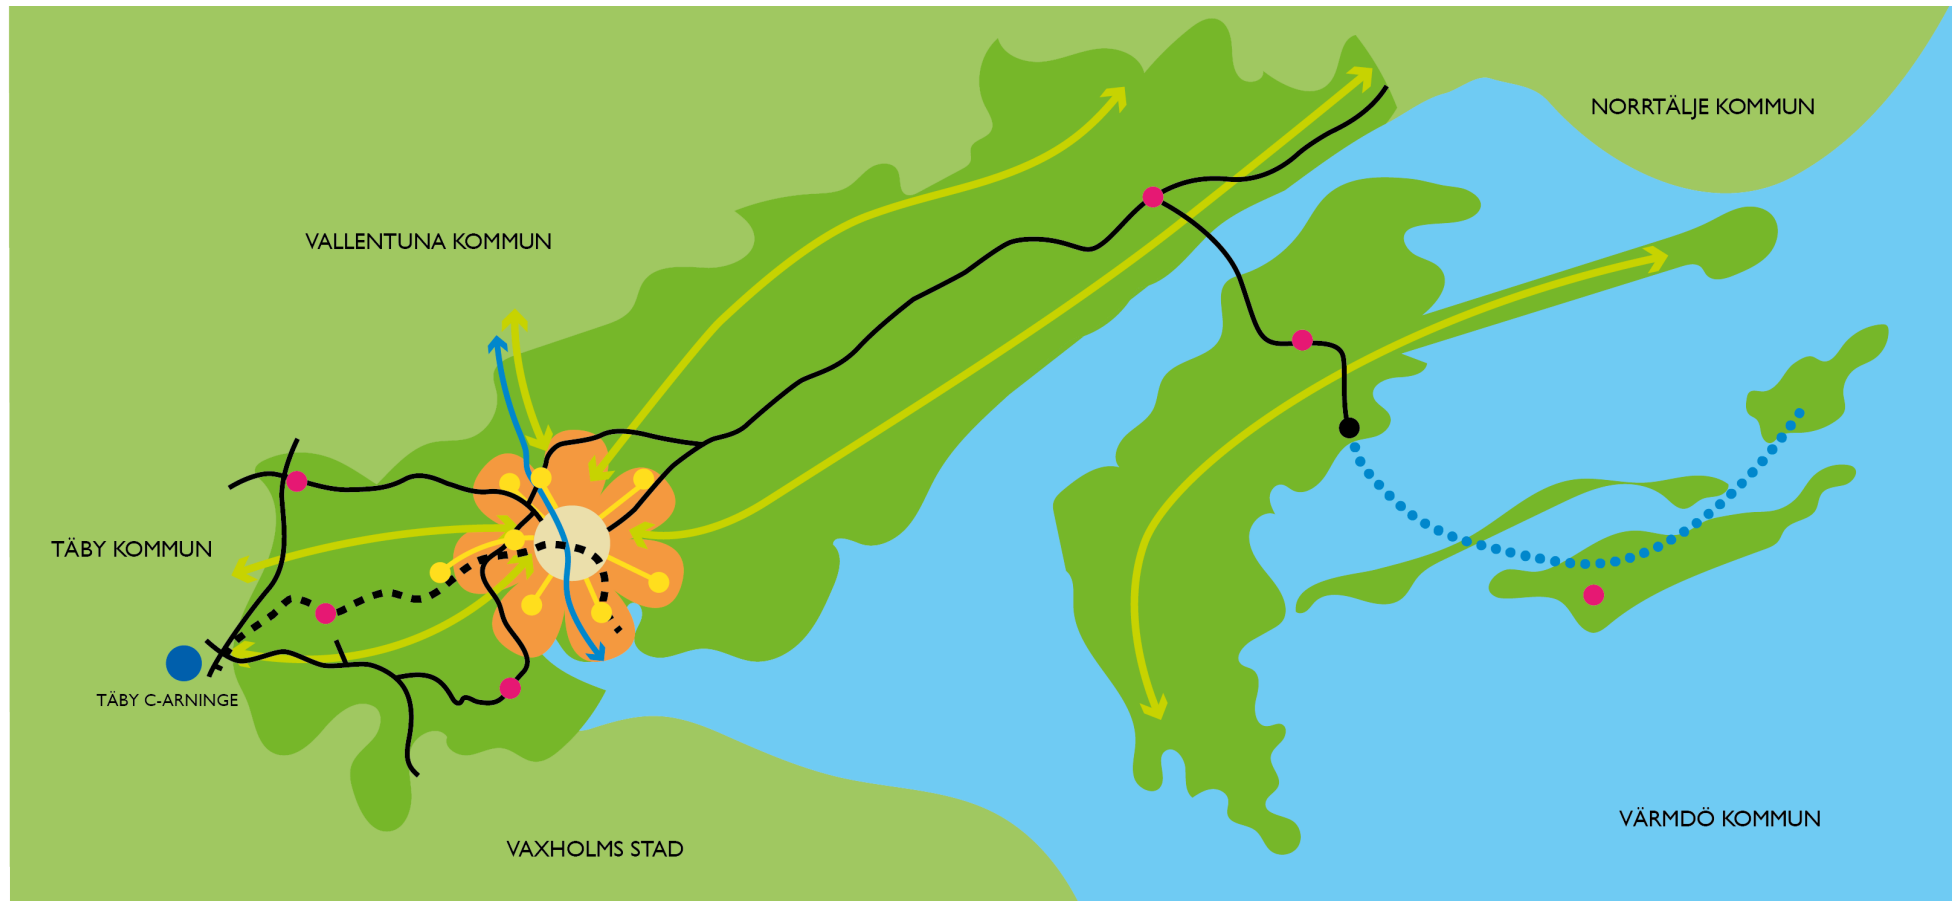 NORRTÄLJE KOMMUN
VALLENTUNA KOMMUN
TÄBY KOMMUN
TÄBY C-ARNINGE
VÄRMDÖ KOMMUN
VAXHOLMS STAD